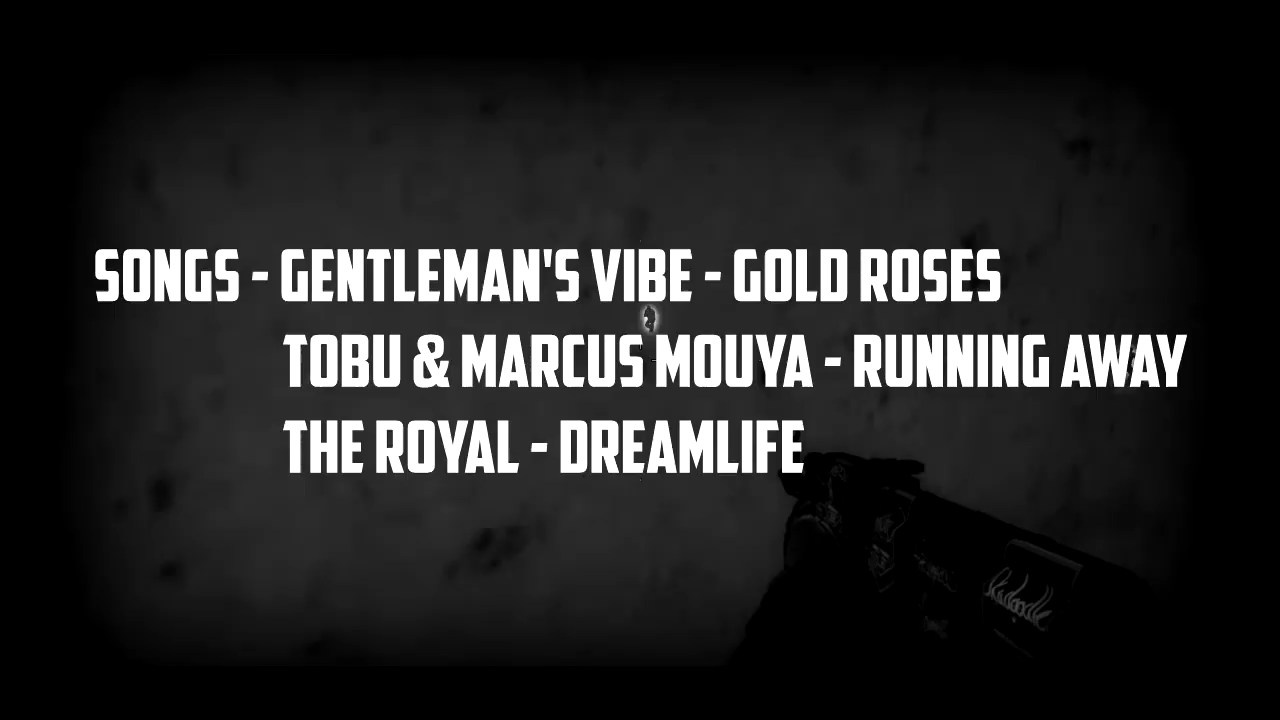 SONGS - GENTLEMAN'S VIBE - GOLD ROSES
TOBU & MARCUS MOUYA - RUNNING AWAY
THE ROYAL - DREAMLIFE